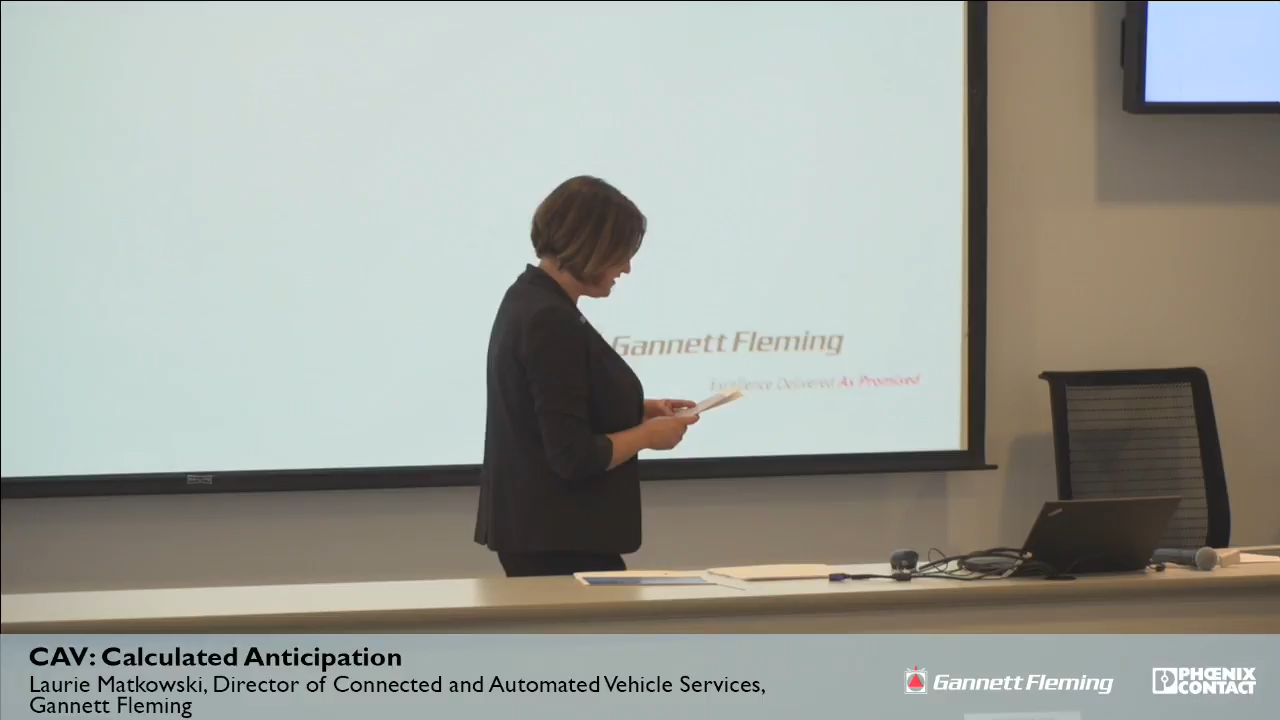 Gannett Fleming
Excellence Delivered As Promised
CAV: Calculated Anticipation
Laurie Matkowski, Director of Connected and Automated Vehicle Services,
Gannett Fleming
Gannett Fleming
PHŒNIX
CONTACT